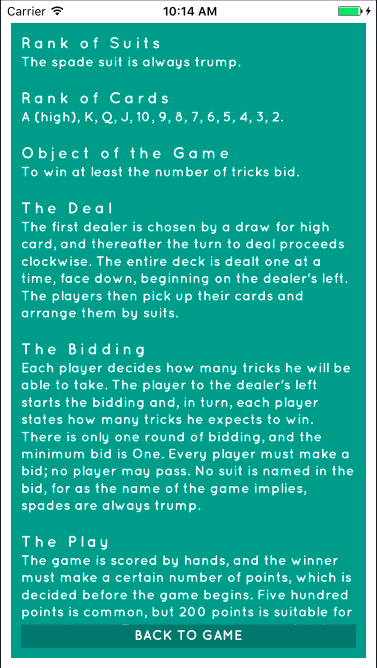 Carrier 10:14 AM
Rank of Suits
The spade suit is always trump.
Rank of Cards
A (high), K, Q, J, 10, 9, 8, 7, 6, 5, 4, 3, 2.
Object of the Game
To win at least the number of tricks bid.
The Deal
The first dealer is chosen by a draw for high
card, and thereafter the turn to deal proceeds
clockwise. The entire deck is dealt one at a
time, face down, beginning on the dealer's left.
The players then pick up their cards and
arrange them by suits.
The Bidding
Each player decides how many tricks he will be
able to take. The player to the dealer's left
starts the bidding and, in turn, each player
states how many tricks he expects to win.
There is only one round of bidding, and the
minimum bid is One. Every player must make a
bid; no player may pass. No suit is named in the
bid, for as the name of the game implies,
spades are always trump.
The Play
The game is scored by hands, and the winner
must make a certain number of points, which is
decided before the game begins. Five hundred
points is common, but 200 points is suitable for
BACK TO GAME